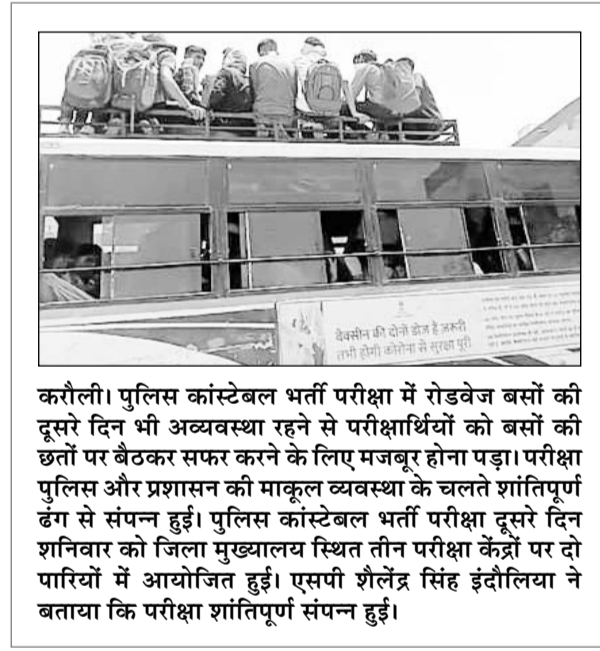 वैक्सीन की दोनों डोज है जरूरी
तभी होगी कोरोना से सुरक्षा पूरी
करौली। पुलिस कांस्टेबल भर्ती परीक्षा में रोडवेज बसों की
दूसरे दिन भी अव्यवस्था रहने से परीक्षार्थियों को बसों की
छतों पर बैठकर सफर करने के लिए मजबूर होना पड़ा। परीक्षा
पुलिस और प्रशासन की माकूल व्यवस्था के चलते शांतिपूर्ण
ढंग से संपन्न हुई। पुलिस कांस्टेबल भर्ती परीक्षा दूसरे दिन
शनिवार को जिला मुख्यालय स्थित तीन परीक्षा केंद्रों पर दो
पारियों में आयोजित हुई। एसपी शैलेंद्र सिंह इंदौलिया ने
बताया कि परीक्षा शांतिपूर्ण संपन्न हुई।